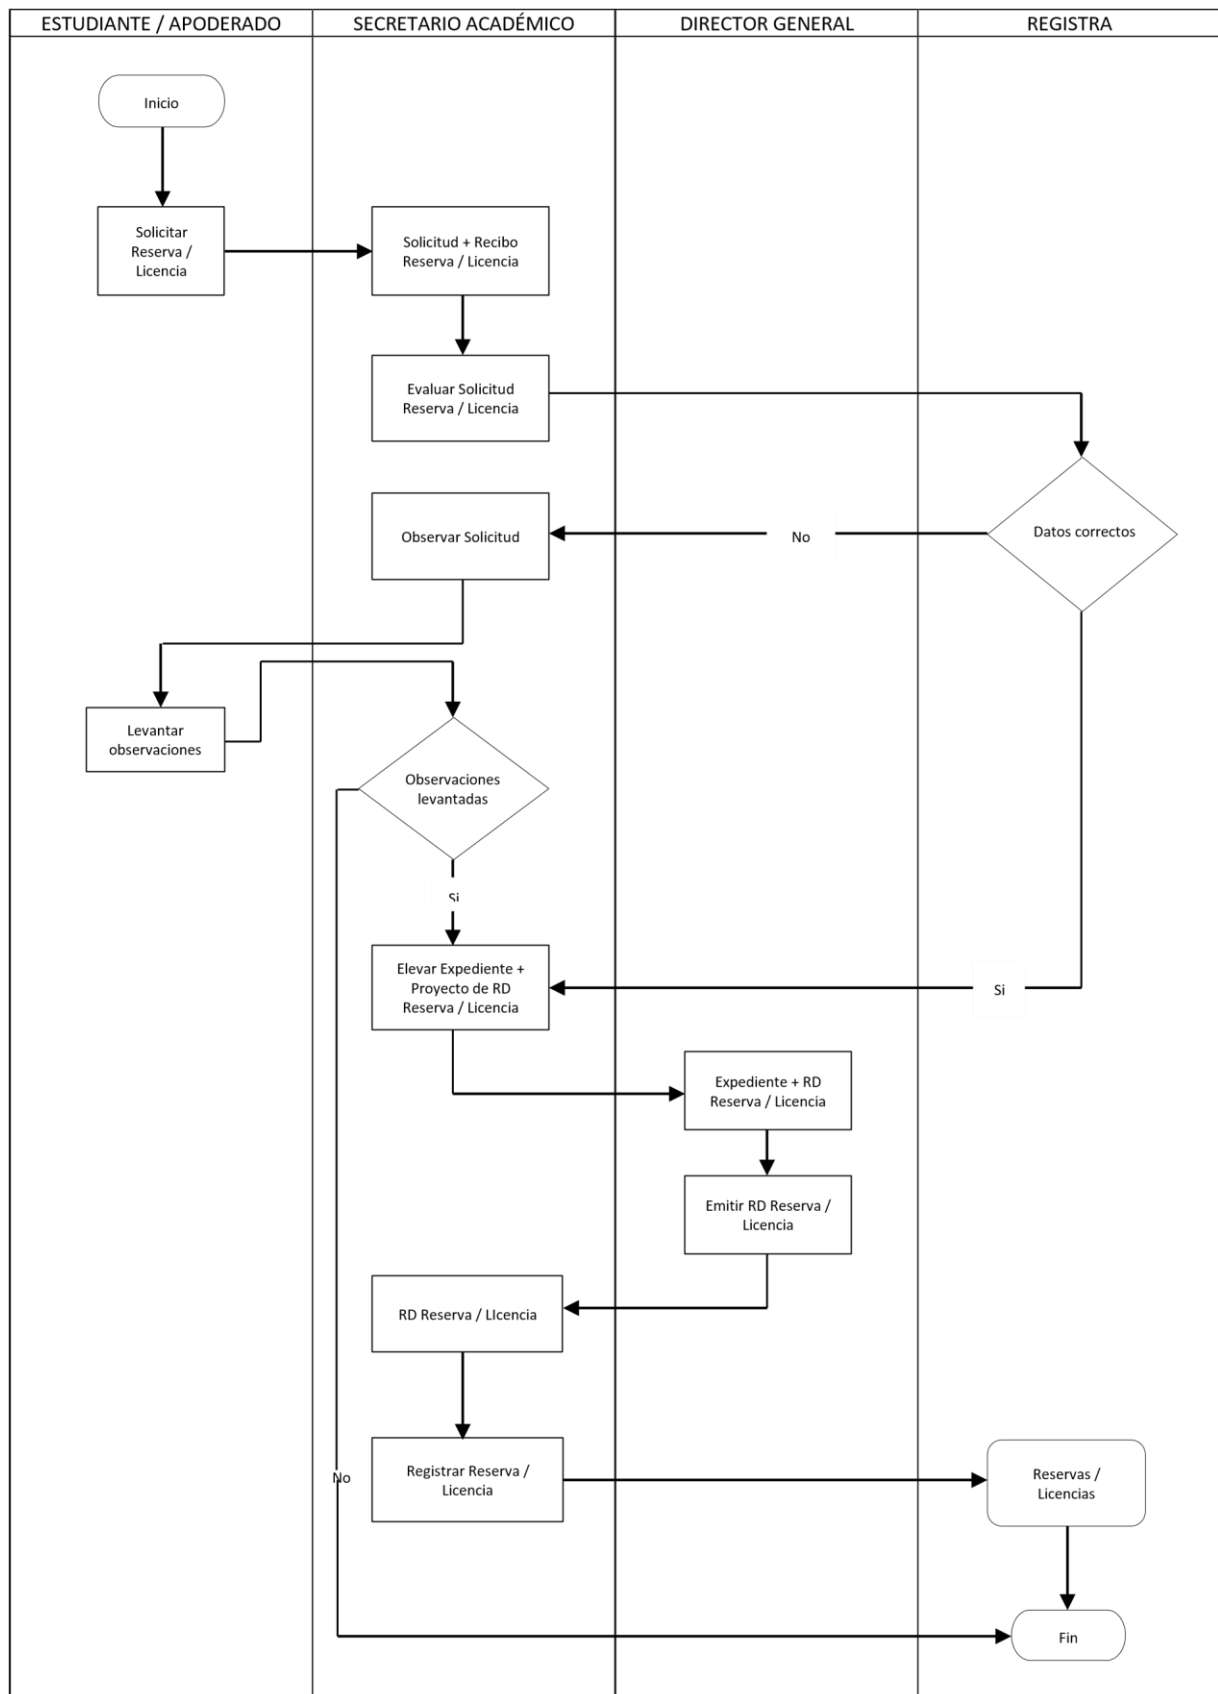 ESTUDIANTE / APODERADO
SECRETARIO ACADÉMICO
DIRECTOR GENERAL
REGISTRA
Inicio
Solicitar
Reserva /
Licencia
Solicitud + Recibo
Reserva / Licencia
Evaluar Solicitud
Reserva / Licencia
Observar Solicitud
No
Datos correctos
Levantar
observaciones
Observaciones
levantadas
Si
Elevar Expediente +
Proyecto de RD
Reserva / Licencia
Si
Expediente + RD
Reserva / Licencia
Emitir RD Reserva /
Licencia
RD Reserva / LIcencia
No
Registrar Reserva /
Licencia
Reservas /
Licencias
Fin